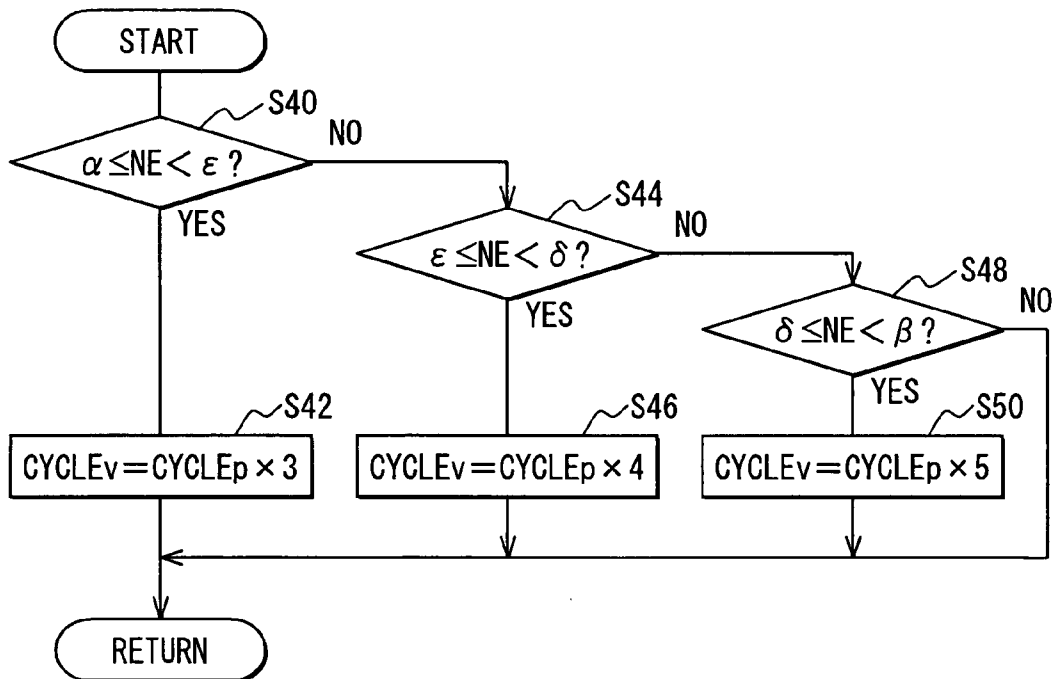 START
S40
α≤NE<ε?
NO
YES
S44
ε≤NE<δ?
NO
YES
S48
δ≤NE<β?
NO
YES
S42
CYCLEv=CYCLEp×3
S46
CYCLEv=CYCLEp×4
S50
CYCLEv=CYCLEp×5
RETURN